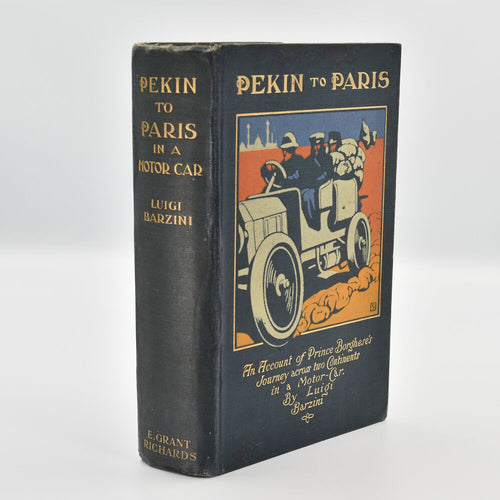 PEKIN
TO
PARIS
IN A
MOTOR CAR
LUIGI
BARZINI
E. GRANT
RICHARDS
PEKIN TO PARIS
An Account of Prince Borghese's
Journey across two Continents
in a Motor-Car.
By Luigi
Barzini